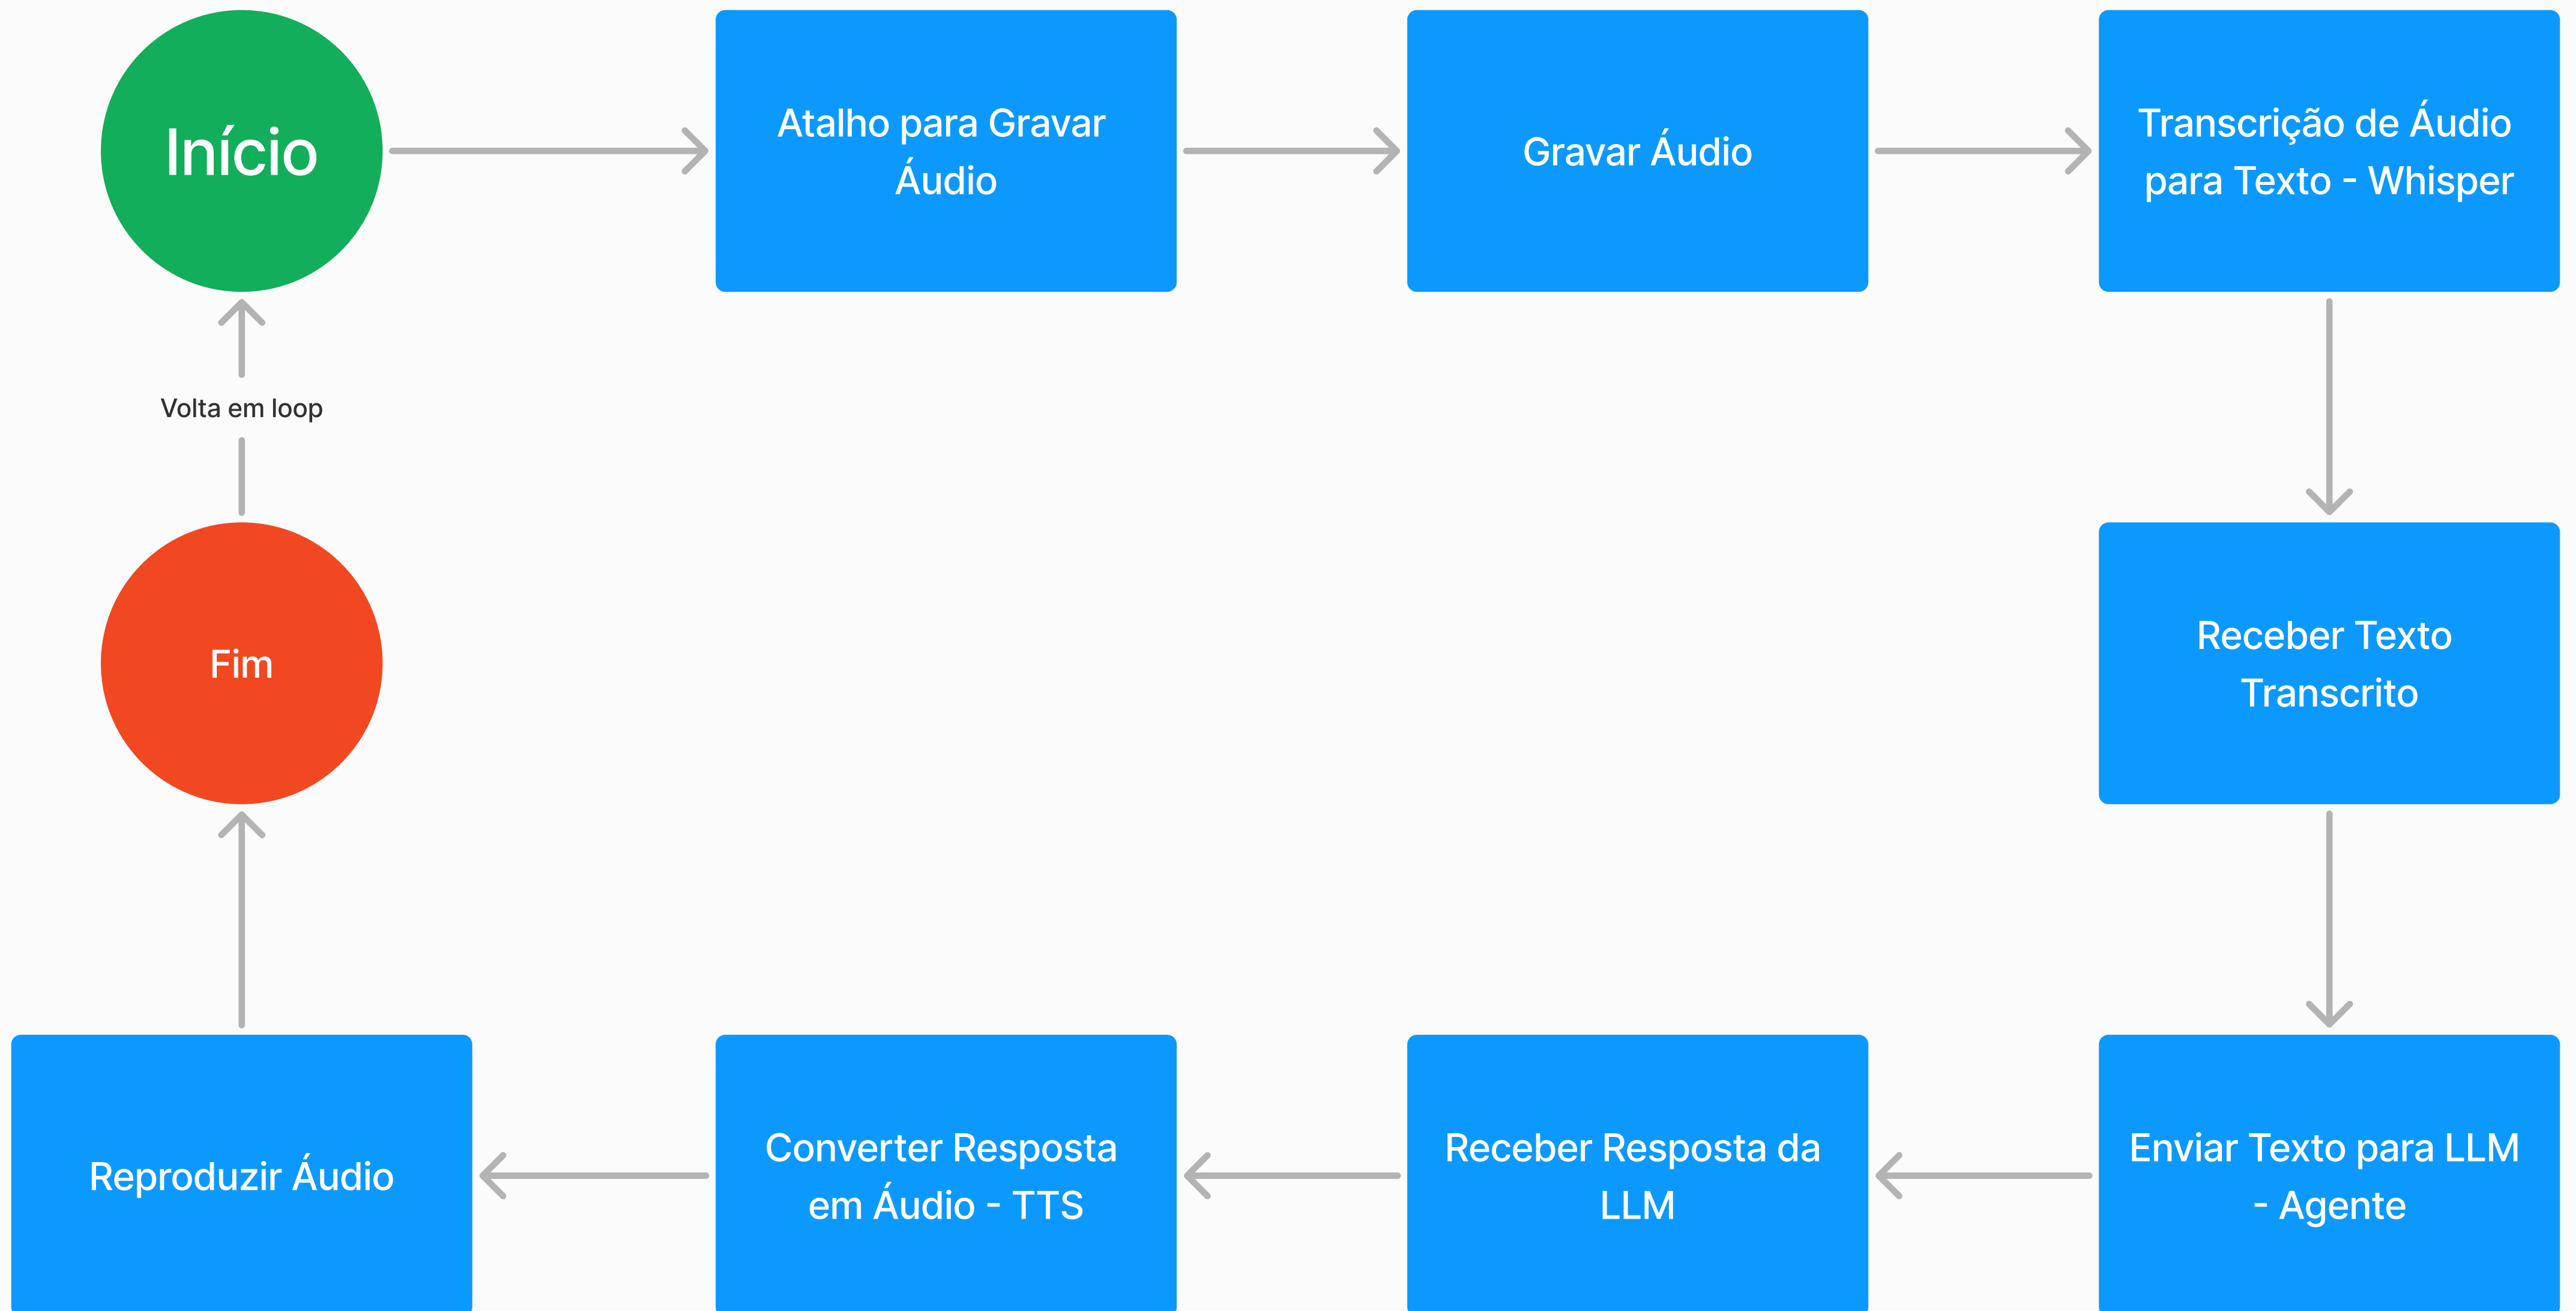 Início
Atalho para Gravar
Áudio
Gravar Áudio
Transcrição de Áudio
para Texto - Whisper
Volta em loop
Fim
Receber Texto
Transcrito
Reproduzir Áudio
Converter Resposta
em Áudio - TTS
Receber Resposta da
LLM
Enviar Texto para LLM
- Agente